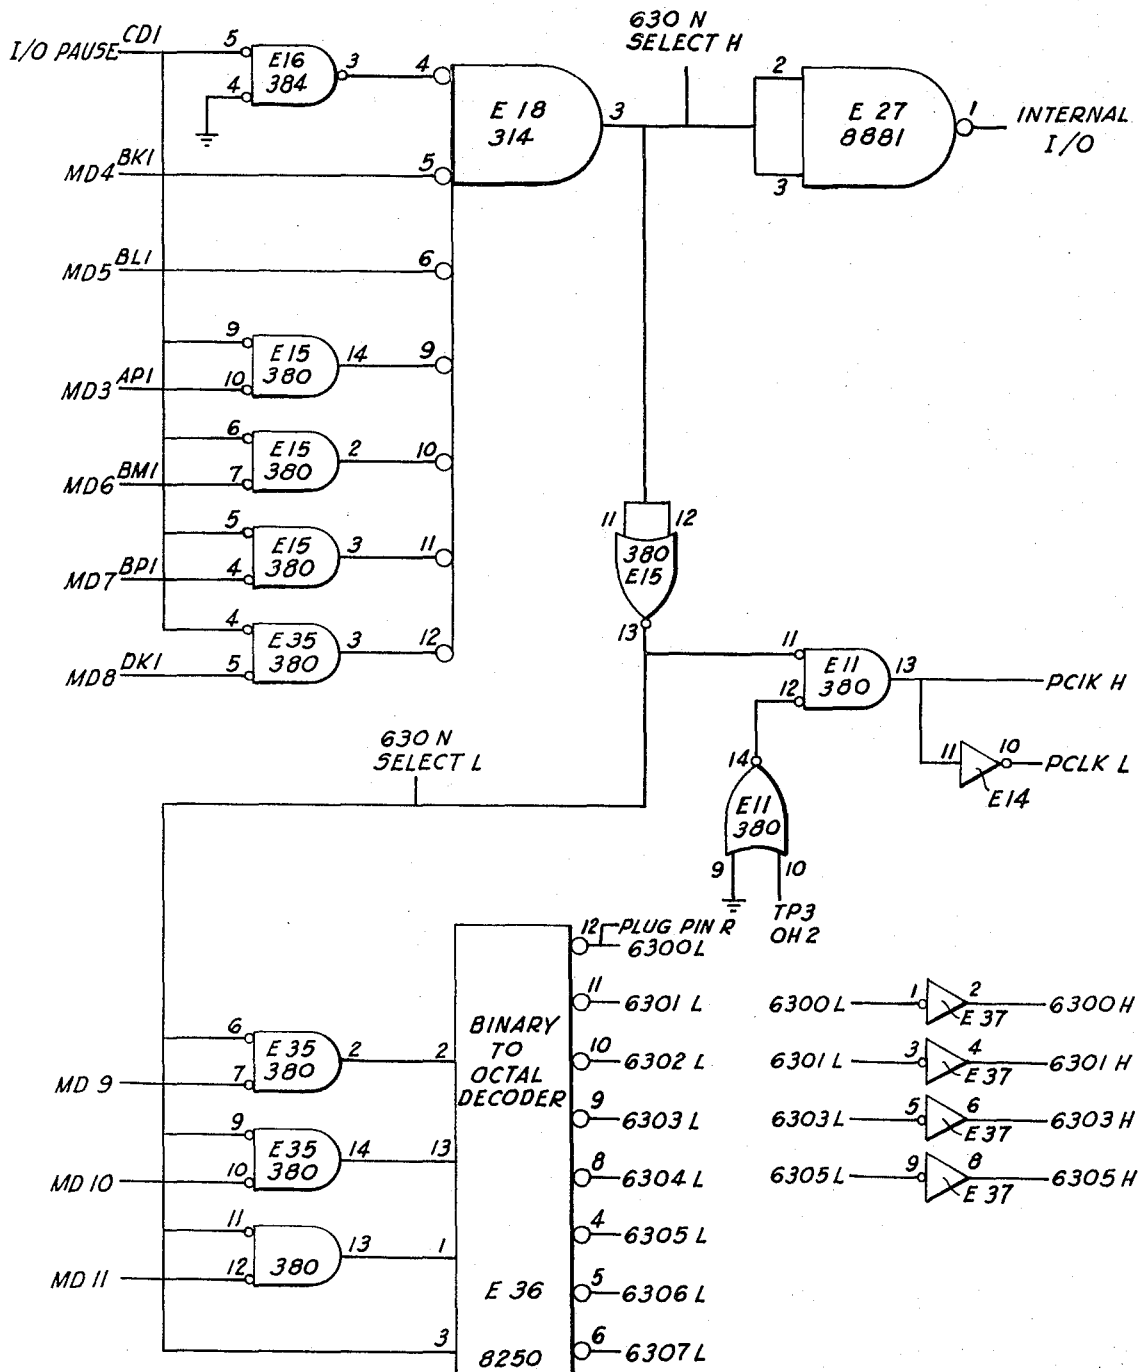 I/O PAUSE CD1
5
4
E16
384
3
4
E 18
314
3
630 N
SELECT H
2
3
E 27
8881
1
INTERNAL
I/O
MD4 BK1
5
MD5 BL1
6
9
MD3 AP1
10
E15
380
14
9
6
MD6 BM1
7
E15
380
2
10
5
MD7 BP1
4
E15
380
3
11
4
MD8 DK1
5
E35
380
3
12
11
12
380
E15
13
11
12
E11
380
13
PCIK H
11
10
PCLK L
E14
14
E11
380
9
10
TP3
OH2
630 N
SELECT L
BINARY
TO
OCTAL
DECODER
E 36
8250
6
MD 9
7
E35
380
2
2
9
MD 10
10
E35
380
14
13
11
MD 11
12
380
13
1
3
12
PLUG PIN R
6300 L
11
6301 L
10
6302 L
9
6303 L
8
6304 L
4
6305 L
5
6306 L
6
6307 L
6300 L
1
2
E 37
6300 H
6301 L
3
4
E37
6301 H
6303 L
5
6
E37
6303 H
6305 L
9
8
E 37
6305 H